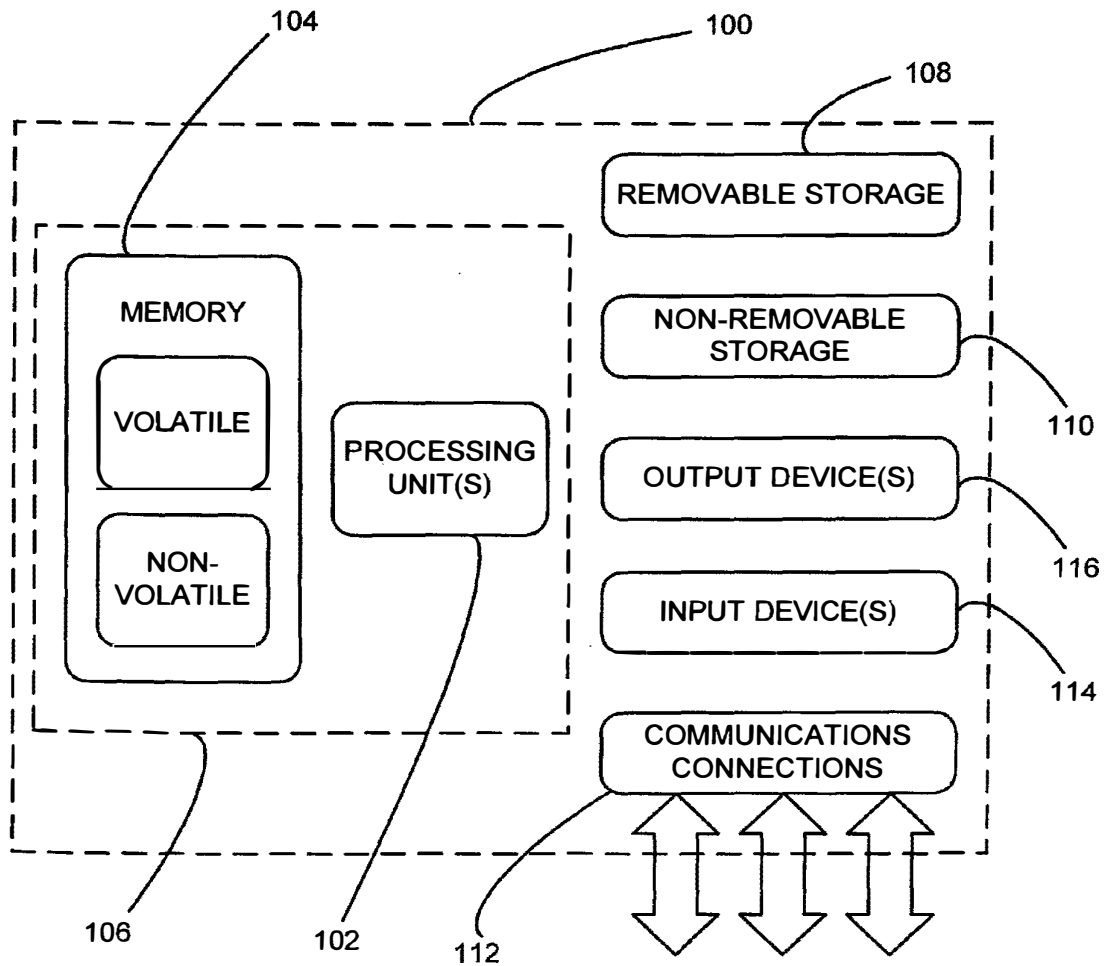 104
100
108
REMOVABLE STORAGE
MEMORY
NON-REMOVABLE
STORAGE
110
VOLATILE
PROCESSING
UNIT(S)
OUTPUT DEVICE(S)
116
NON-
VOLATILE
INPUT DEVICE(S)
114
COMMUNICATIONS
CONNECTIONS
106
102
112